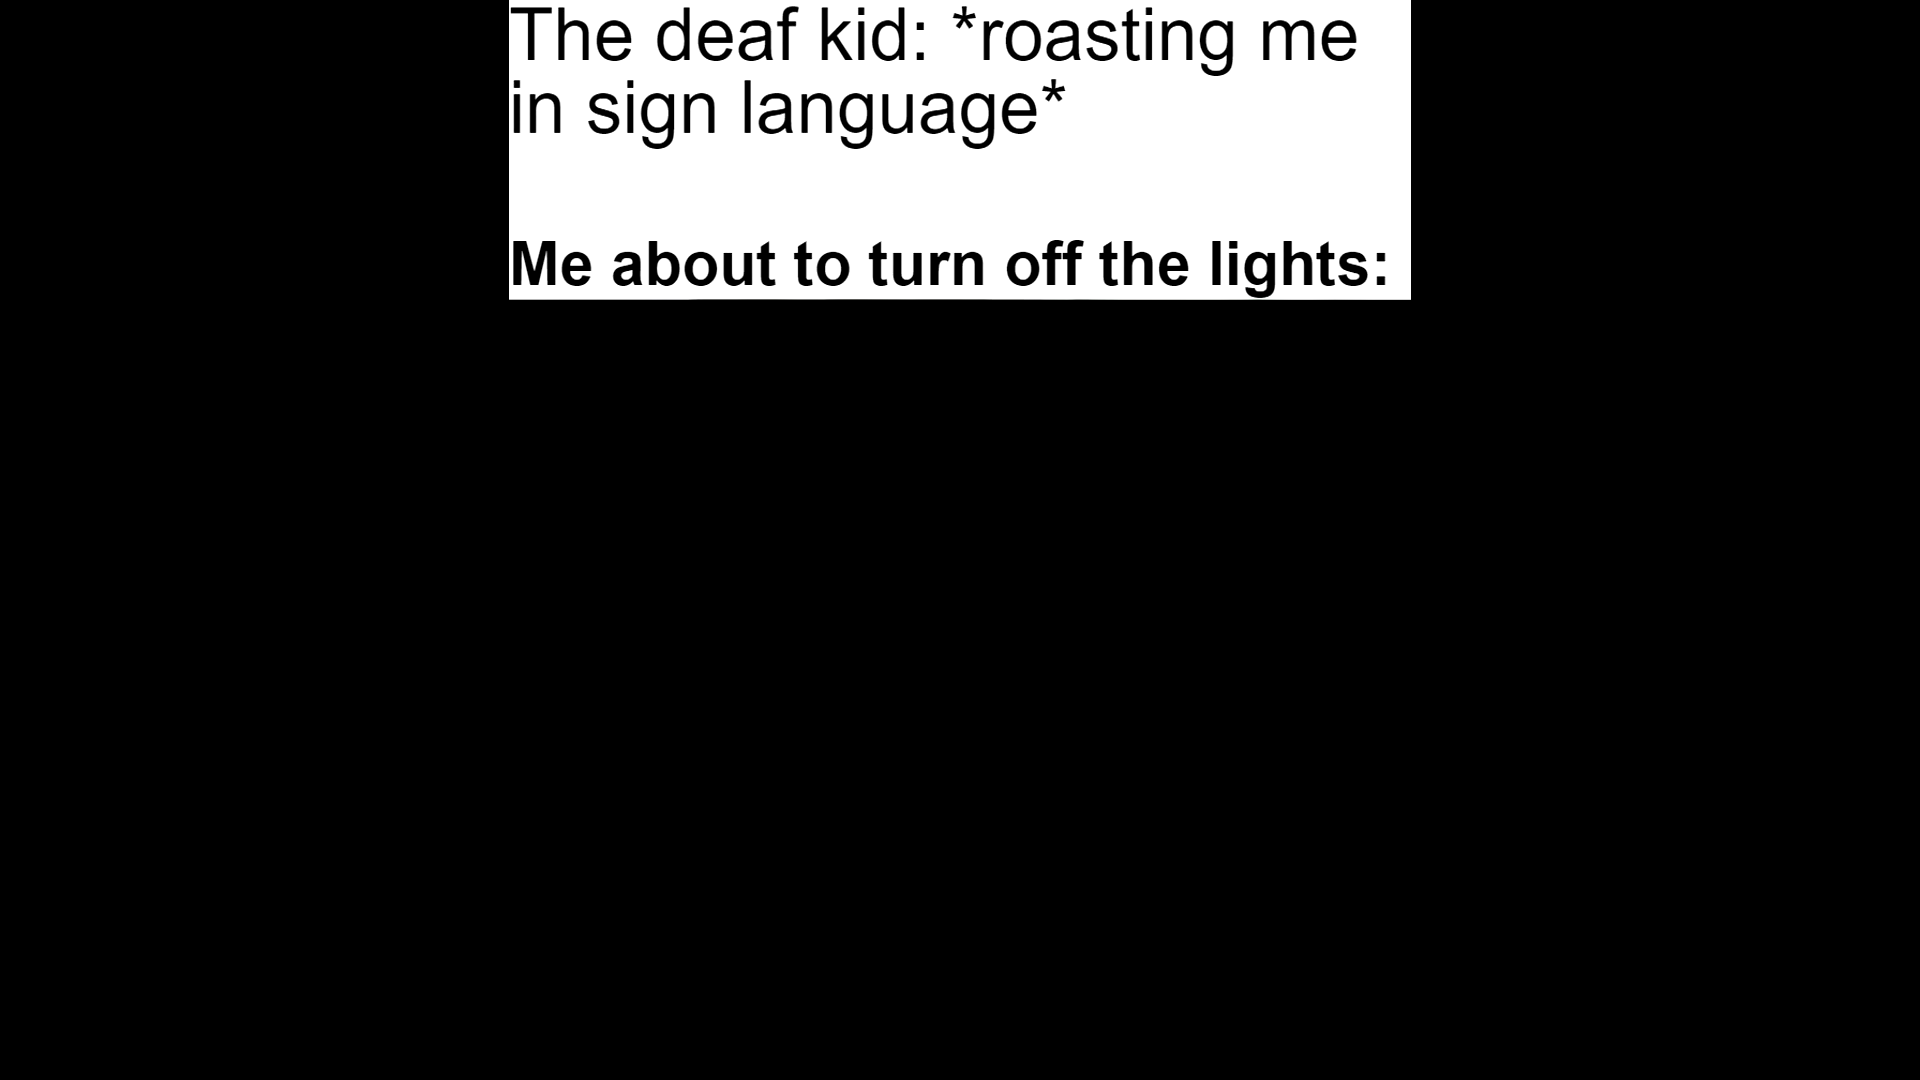 The deaf kid: *roasting me
in sign language*
Me about to turn off the lights: